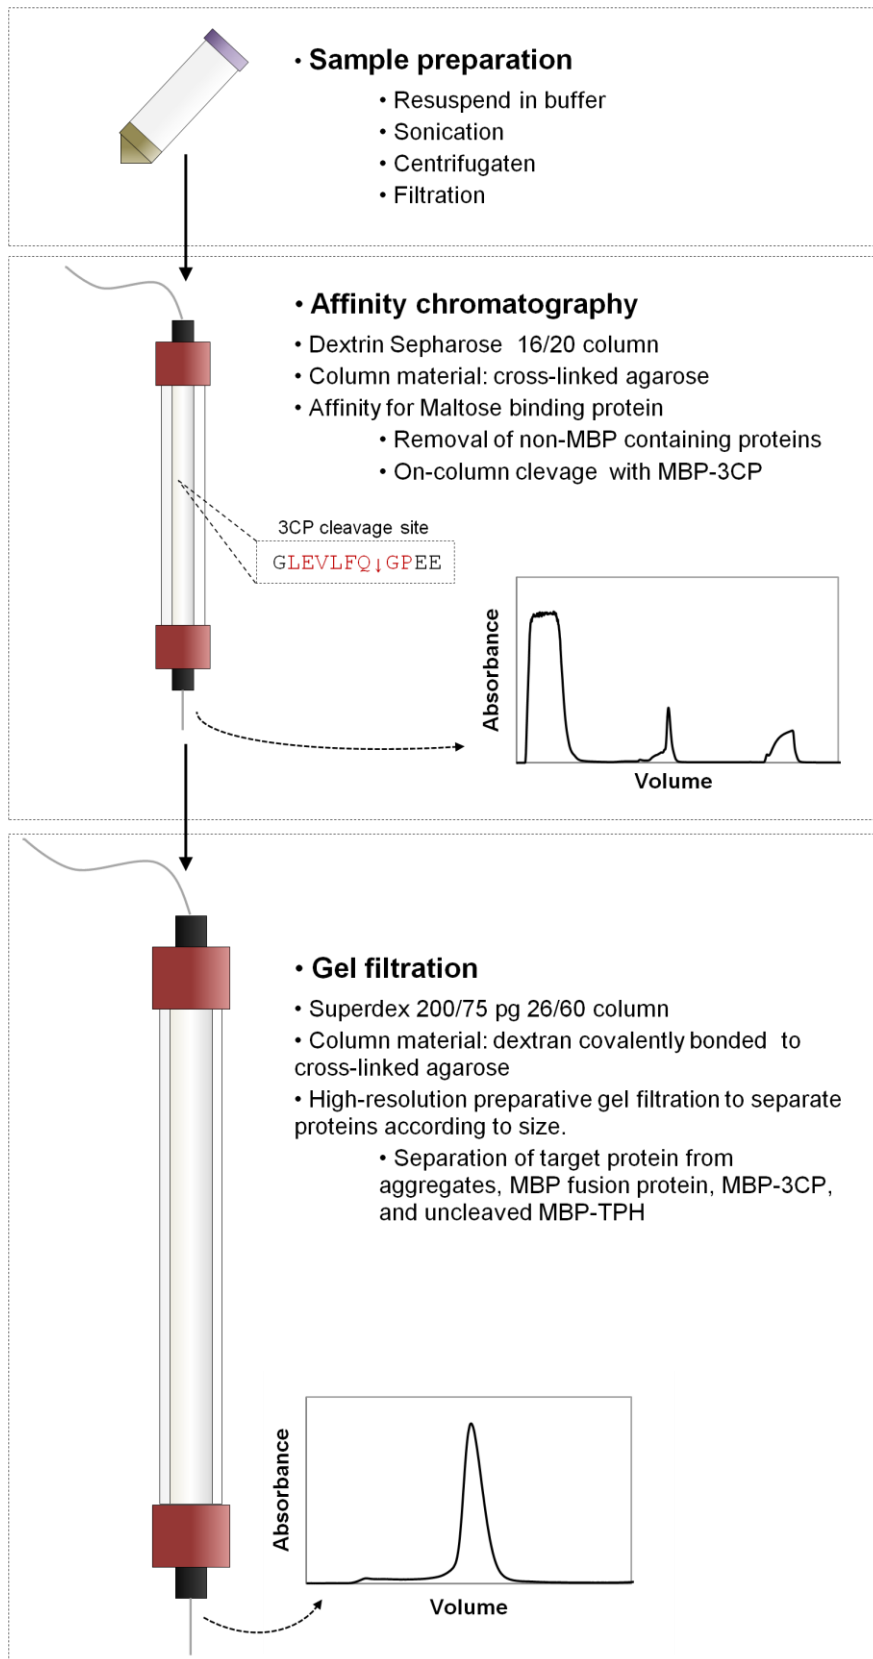 • Sample preparation
• Resuspend in buffer
• Sonication
• Centrifugaten
• Filtration
• Affinity chromatography
• Dextrin Sepharose 16/20 column
• Column material: cross-linked agarose
• Affinity for Maltose binding protein
• Removal of non-MBP containing proteins
• On-column clevage with MBP-3CP
3CP cleavage site
GLEVLFQ↓GPEE
Absorbance
Volume
• Gel filtration
• Superdex 200/75 pg 26/60 column
• Column material: dextran covalently bonded to
cross-linked agarose
• High-resolution preparative gel filtration to separate
proteins according to size.
• Separation of target protein from
aggregates, MBP fusion protein, MBP-3CP,
and uncleaved MBP-TPH
Absorbance
Volume